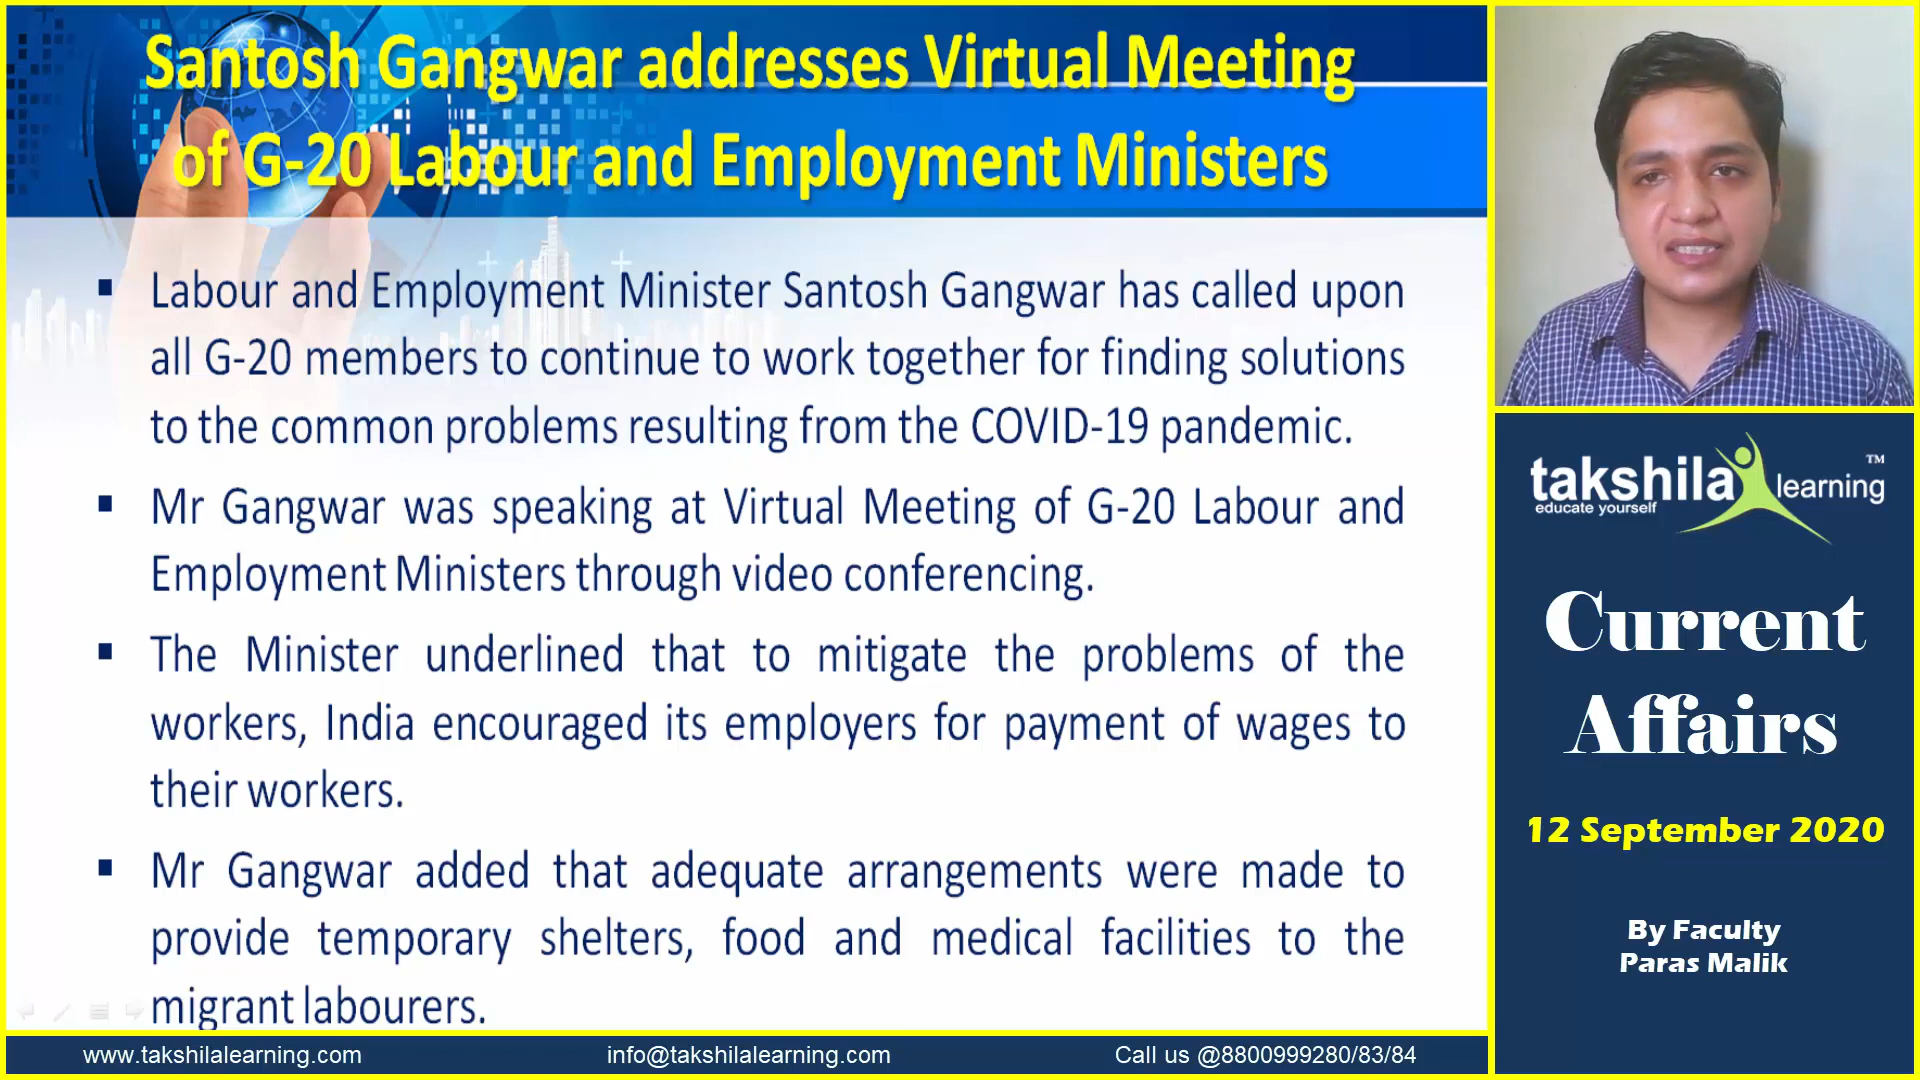 Santosh Gangwar addresses Virtual Meeting
of G-20 Labour and Employment Ministers
▪ Labour and Employment Minister Santosh Gangwar has called upon
all G-20 members to continue to work together for finding solutions
to the common problems resulting from the COVID-19 pandemic.
▪ Mr Gangwar was speaking at Virtual Meeting of G-20 Labour and
Employment Ministers through video conferencing.
▪ The Minister underlined that to mitigate the problems of the
workers, India encouraged its employers for payment of wages to
their workers.
▪ Mr Gangwar added that adequate arrangements were made to
provide temporary shelters, food and medical facilities to the
migrant labourers.
takshila learning ™
educate yourself
Current
Affairs
12 September 2020
By Faculty
Paras Malik
www.takshilalearning.com
info@takshilalearning.com
Call us @8800999280/83/84